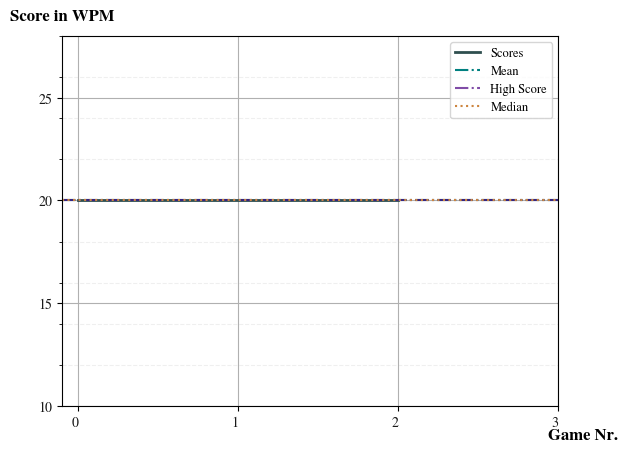 Score in WPM
Scores
Mean
High Score
Median
25
20
15
10
0 1 2 3
Game Nr.